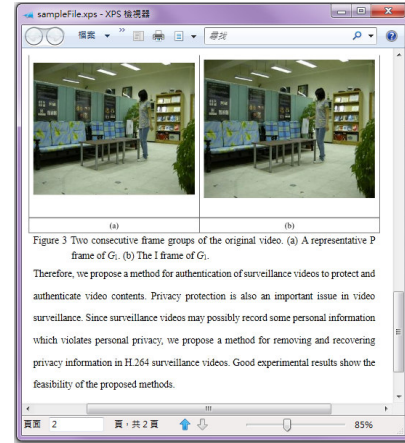 sampleFile.xps - XPS 檢視器
檔案 »
尋找
(a) (b)
Figure 3 Two consecutive frame groups of the original video. (a) A representative P
frame of G₁. (b) The I frame of G₁.
Therefore, we propose a method for authentication of surveillance videos to protect and
authenticate video contents. Privacy protection is also an important issue in video
surveillance. Since surveillance videos may possibly record some personal information
which violates personal privacy, we propose a method for removing and recovering
privacy information in H.264 surveillance videos. Good experimental results show the
feasibility of the proposed methods.
頁面 2 頁，共 2 頁 85%